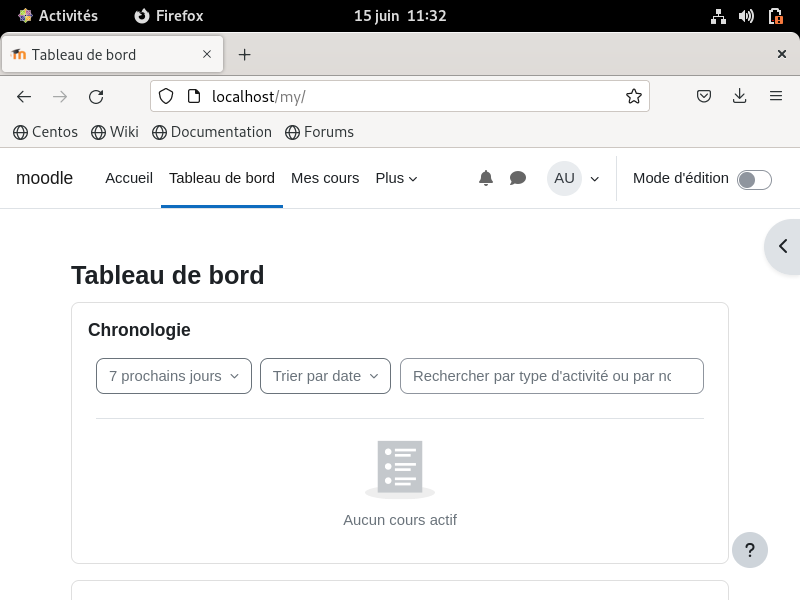 Activités
Firefox
15 juin 11:32
Tableau de bord
localhost/my/
Centos
Wiki
Documentation
Forums
moodle
Accueil
Tableau de bord
Mes cours
Plus
AU
Mode d'édition
Tableau de bord
Chronologie
7 prochains jours
Trier par date
Rechercher par type d'activité ou par no
Aucun cours actif
?